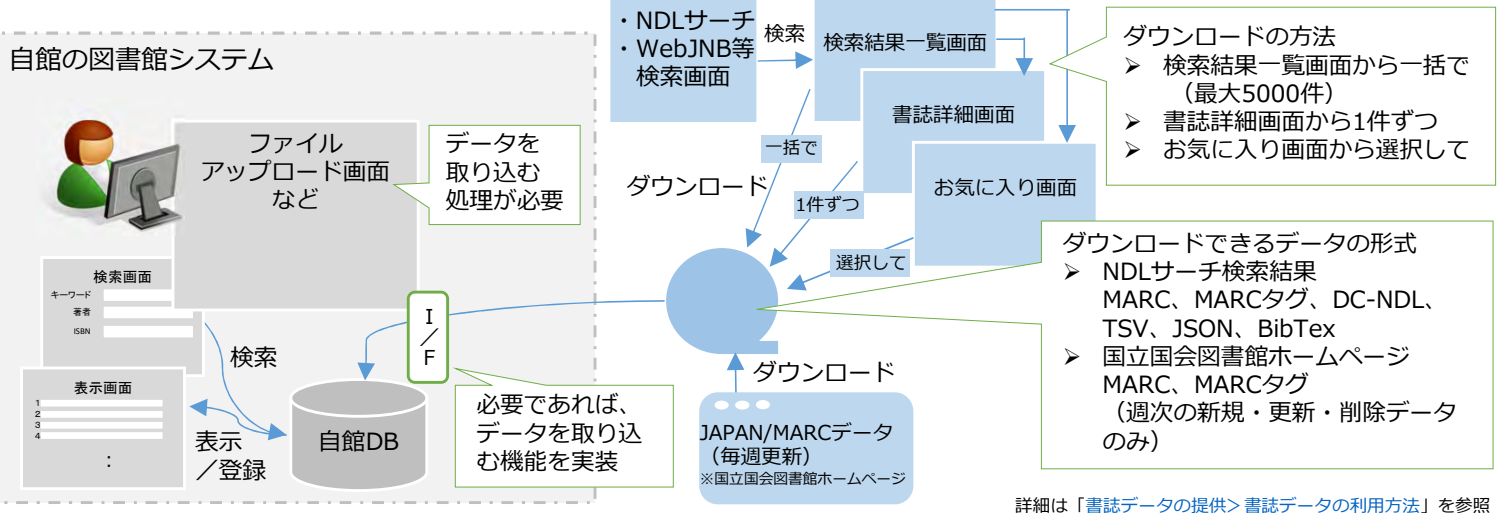 自館の図書館システム
ファイル
アップロード画面
など
データを
取り込む
処理が必要
検索画面
キーワード
著者
ISBN
表示画面
1
2
3
4
：
検索
表示
／登録
自館DB
I
／
F
必要であれば、
データを取り込
む機能を実装
・NDLサーチ
・WebJNB等
検索画面
検索
検索結果一覧画面
書誌詳細画面
お気に入り画面
一括で
1件ずつ
選択して
ダウンロード
ダウンロード
JAPAN/MARCデータ
（毎週更新）
※国立国会図書館ホームページ
ダウンロードの方法
➢ 検索結果一覧画面から一括で
（最大5000件）
➢ 書誌詳細画面から1件ずつ
➢ お気に入り画面から選択して
ダウンロードできるデータの形式
➢ NDLサーチ検索結果
MARC、MARCタグ、DC-NDL、
TSV、JSON、BibTex
➢ 国立国会図書館ホームページ
MARC、MARCタグ
（週次の新規・更新・削除データ
のみ）
詳細は「書誌データの提供＞書誌データの利用方法」を参照